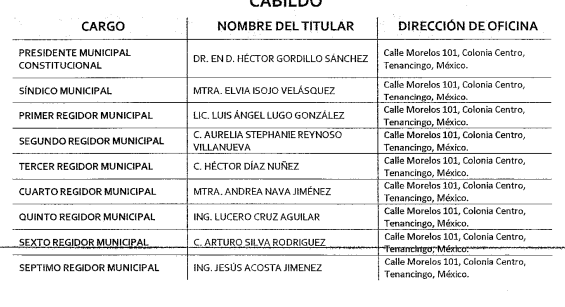 CABILDO
CARGO NOMBRE DEL TITULAR DIRECCIÓN DE OFICINA
PRESIDENTE MUNICIPAL CONSTITUCIONAL DR. EN D. HÉCTOR GORDILLO SÁNCHEZ Calle Morelos 101, Colonia Centro, Tenancingo, México.
SÍNDICO MUNICIPAL MTRA. ELVIA ISOJO VELÁSQUEZ Calle Morelos 101, Colonia Centro, Tenancingo, México.
PRIMER REGIDOR MUNICIPAL LIC. LUIS ÁNGEL LUGO GONZÁLEZ Calle Morelos 101, Colonia Centro, Tenancingo, México.
SEGUNDO REGIDOR MUNICIPAL C. AURELIA STEPHANIE REYNOSO VILLANUEVA Calle Morelos 101, Colonia Centro, Tenancingo, México.
TERCER REGIDOR MUNICIPAL C. HÉCTOR DÍAZ NUÑEZ Calle Morelos 101, Colonia Centro, Tenancingo, México.
CUARTO REGIDOR MUNICIPAL MTRA. ANDREA NAVA JIMÉNEZ Calle Morelos 101, Colonia Centro, Tenancingo, México.
QUINTO REGIDOR MUNICIPAL ING. LUCERO CRUZ AGUILAR Calle Morelos 101, Colonia Centro, Tenancingo, México.
SEXTO REGIDOR MUNICIPAL C. ARTURO SILVA RODRIGUEZ Calle Morelos 101, Colonia Centro, Tenancingo, México.
SEPTIMO REGIDOR MUNICIPAL ING. JESÚS ACOSTA JIMENEZ Calle Morelos 101, Colonia Centro, Tenancingo, México.